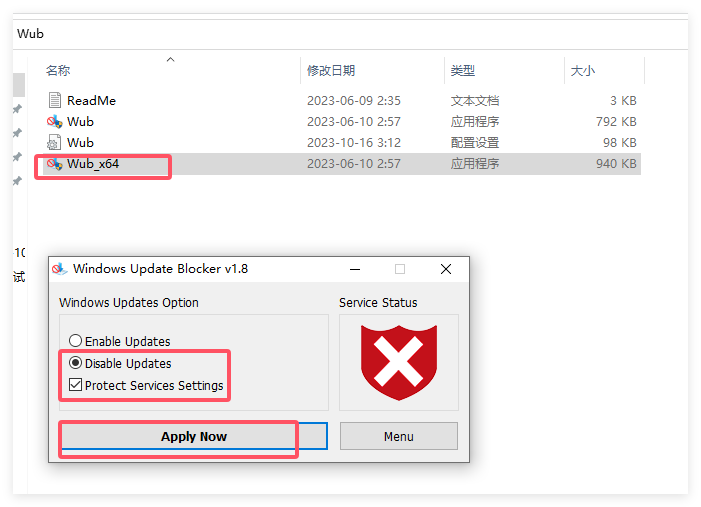 Wub
名称 修改日期 类型 大小
ReadMe 2023-06-09 2:35 文本文档 3 KB
Wub 2023-06-10 2:57 应用程序 792 KB
Wub 2023-10-16 3:12 配置设置 98 KB
Wub_x64 2023-06-10 2:57 应用程序 940 KB
10
试
Windows Update Blocker v1.8
Windows Updates Option Service Status
Enable Updates
Disable Updates
Protect Services Settings
Apply Now Menu